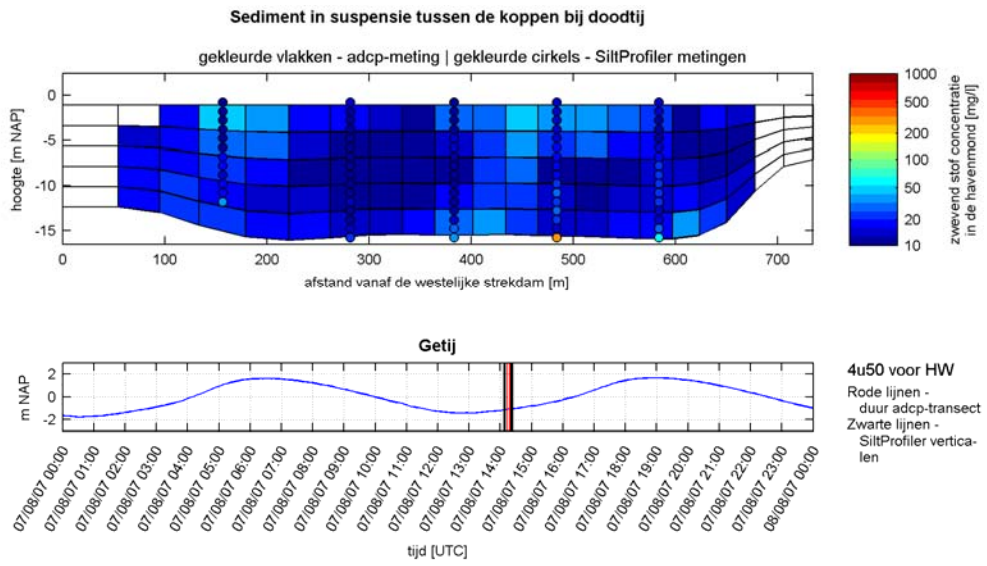 Sediment in suspensie tussen de koppen bij doodtij
gekleurde vlakken - adcp-meting | gekleurde cirkels - SiltProfiler metingen
hoogte [m NAP]
0
-5
-10
-15
0 100 200 300 400 500 600 700
afstand vanaf de westelijke strekdam [m]
1000
500
200
100
50
20
10
zwevend stof concentratie
in de havenmond [mg/l]
Getij
m NAP
2
0
-2
07/08/07 00:00
07/08/07 01:00
07/08/07 02:00
07/08/07 03:00
07/08/07 04:00
07/08/07 05:00
07/08/07 06:00
07/08/07 07:00
07/08/07 08:00
07/08/07 09:00
07/08/07 10:00
07/08/07 11:00
07/08/07 12:00
07/08/07 13:00
07/08/07 14:00
07/08/07 15:00
07/08/07 16:00
07/08/07 17:00
07/08/07 18:00
07/08/07 19:00
07/08/07 20:00
07/08/07 21:00
07/08/07 22:00
07/08/07 23:00
08/08/07 00:00
tijd [UTC]
4u50 voor HW
Rode lijnen -
duur adcp-transect
Zwarte lijnen -
SiltProfiler vertica-
len